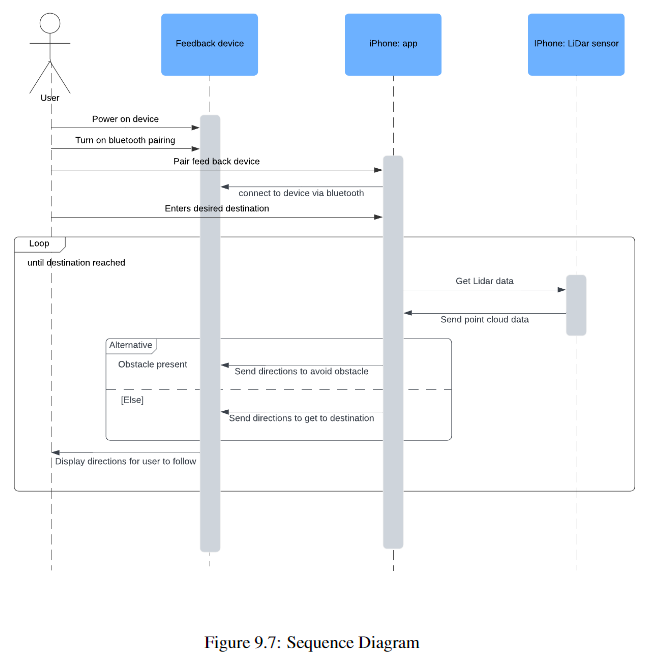 Feedback device
iPhone: app
IPhone: LiDar sensor
User
Power on device
Turn on bluetooth pairing
Pair feed back device
connect to device via bluetooth
Enters desired destination
Loop
until destination reached
Get Lidar data
Send point cloud data
Alternative
Obstacle present
Send directions to avoid obstacle
[Else]
Send directions to get to destination
Display directions for user to follow
Figure 9.7: Sequence Diagram